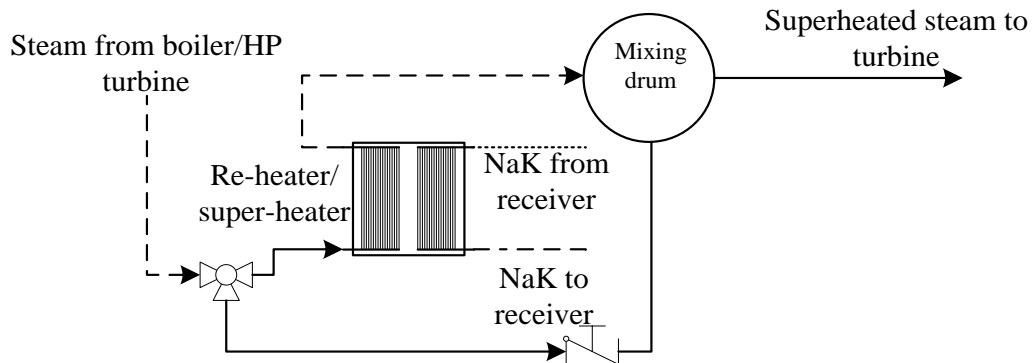 Steam from boiler/HP
turbine
Mixing
drum
Superheated steam to
turbine
Re-heater/
super-heater
NaK from
receiver
NaK to
receiver